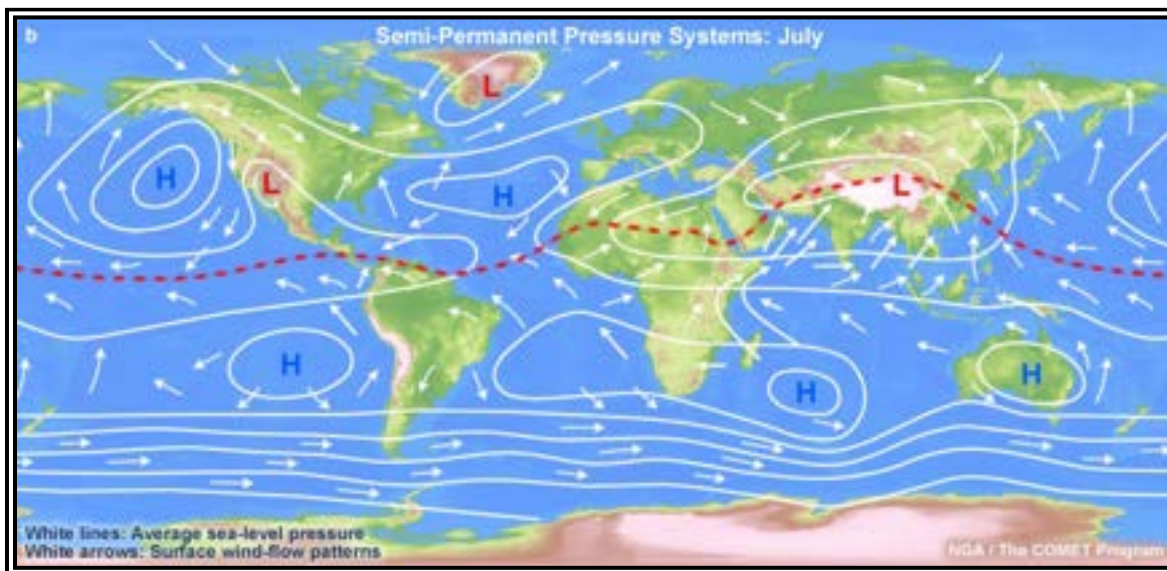 b
Semi-Permanent Pressure Systems: July
L
H
L
H
L
H
H
H
White lines: Average sea-level pressure
White arrows: Surface wind-flow patterns
NGA / The COMET Program